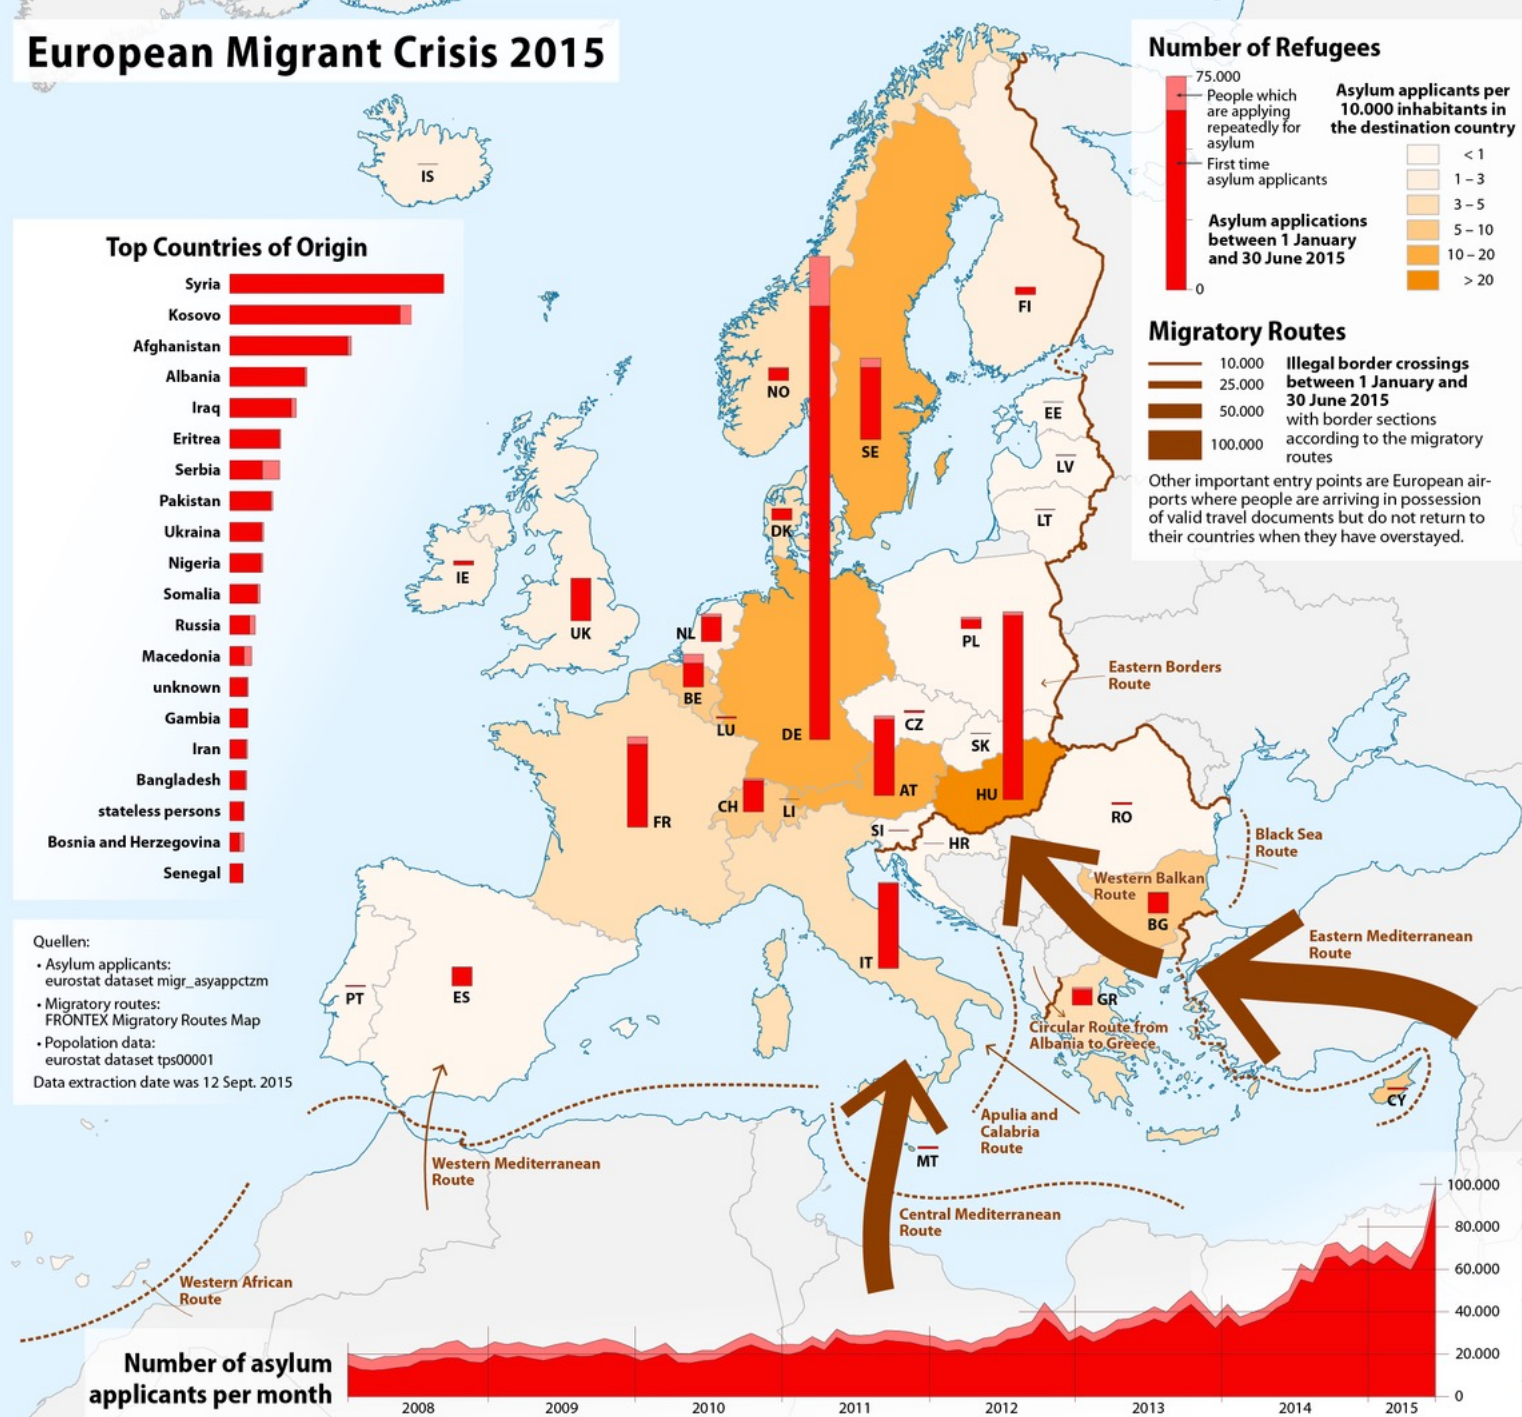 European Migrant Crisis 2015
Number of Refugees
75.000
People which
are applying
repeatedly for
asylum
First time
asylum applicants
Asylum applications
between 1 January
and 30 June 2015
0
Asylum applicants per
10.000 inhabitants in
the destination country
< 1
1 – 3
3 – 5
5 – 10
10 – 20
> 20
Migratory Routes
10.000
25.000
50.000
100.000
Illegal border crossings
between 1 January and
30 June 2015
with border sections
according to the migratory
routes
Other important entry points are European air-
ports where people are arriving in possession
of valid travel documents but do not return to
their countries when they have overstayed.
Top Countries of Origin
Syria
Kosovo
Afghanistan
Albania
Iraq
Eritrea
Serbia
Pakistan
Ukraina
Nigeria
Somalia
Russia
Macedonia
unknown
Gambia
Iran
Bangladesh
stateless persons
Bosnia and Herzegovina
Senegal
Quellen:
• Asylum applicants:
eurostat dataset migr_asyappctzm
• Migratory routes:
FRONTEX Migratory Routes Map
• Popolation data:
eurostat dataset tps00001
Data extraction date was 12 Sept. 2015
IS
FI
NO
SE
EE
LV
LT
DK
IE
UK
NL
BE
LU
DE
PL
CZ
SK
AT
HU
CH
LI
FR
SI
HR
RO
BG
IT
GR
PT
ES
MT
CY
Eastern Borders
Route
Black Sea
Route
Western Balkan
Route
Eastern Mediterranean
Route
Circular Route from
Albania to Greece
Apulia and
Calabria
Route
Central Mediterranean
Route
Western Mediterranean
Route
Western African
Route
Number of asylum
applicants per month
100.000
80.000
60.000
40.000
20.000
0
2008
2009
2010
2011
2012
2013
2014
2015